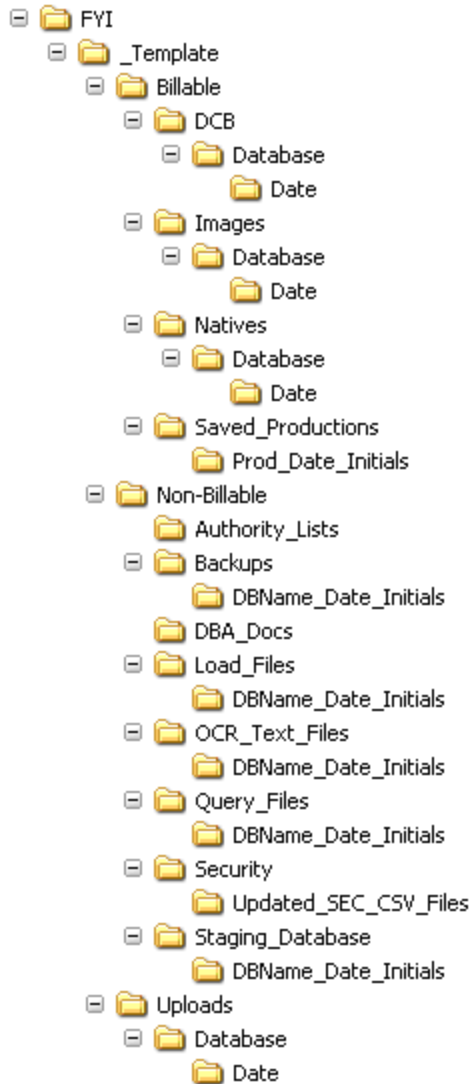 FYI
_Template
Billable
DCB
Database
Date
Images
Database
Date
Natives
Database
Date
Saved_Productions
Prod_Date_Initials
Non-Billable
Authority_Lists
Backups
DBName_Date_Initials
DBA_Docs
Load_Files
DBName_Date_Initials
OCR_Text_Files
DBName_Date_Initials
Query_Files
DBName_Date_Initials
Security
Updated_SEC_CSV_Files
Staging_Database
DBName_Date_Initials
Uploads
Database
Date